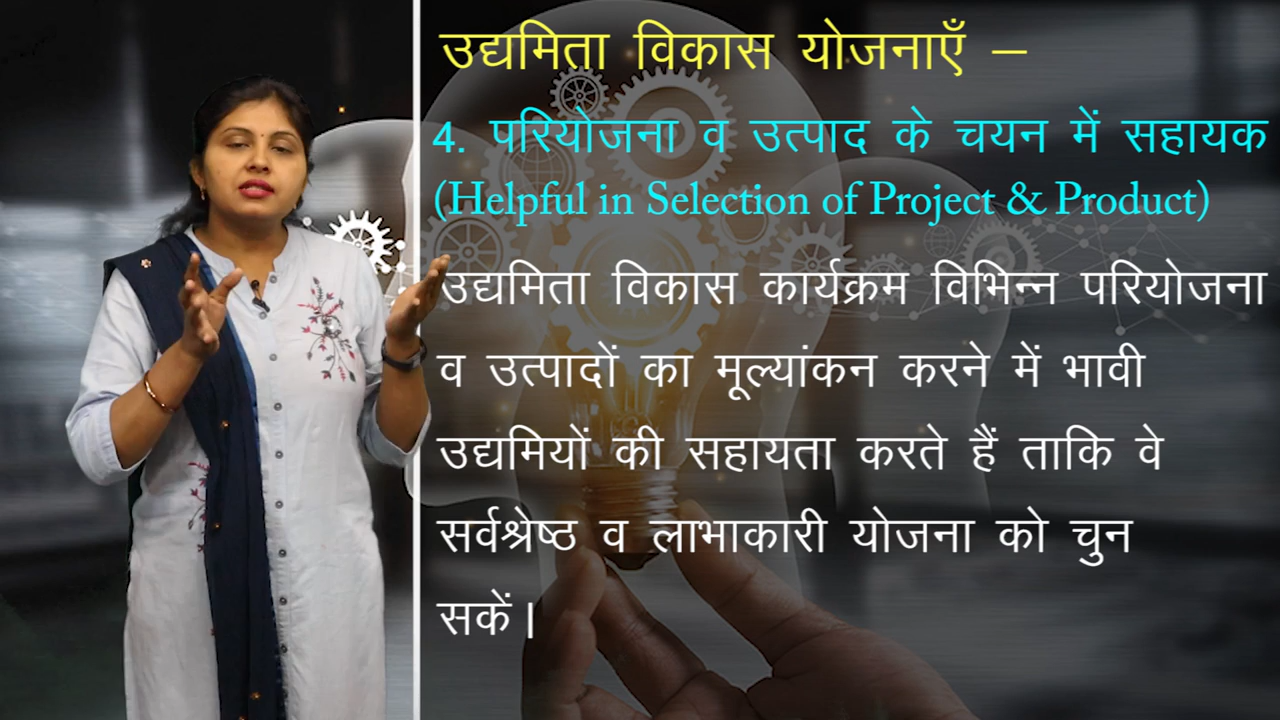 उद्यमिता विकास योजनाएँ –
4. परियोजना व उत्पाद के चयन में सहायक
(Helpful in Selection of Project & Product)
उद्यमिता विकास कार्यक्रम विभिन्न परियोजना
व उत्पादों का मूल्यांकन करने में भावी
उद्यमियों की सहायता करते हैं ताकि वे
सर्वश्रेष्ठ व लाभाकारी योजना को चुन
सकें।